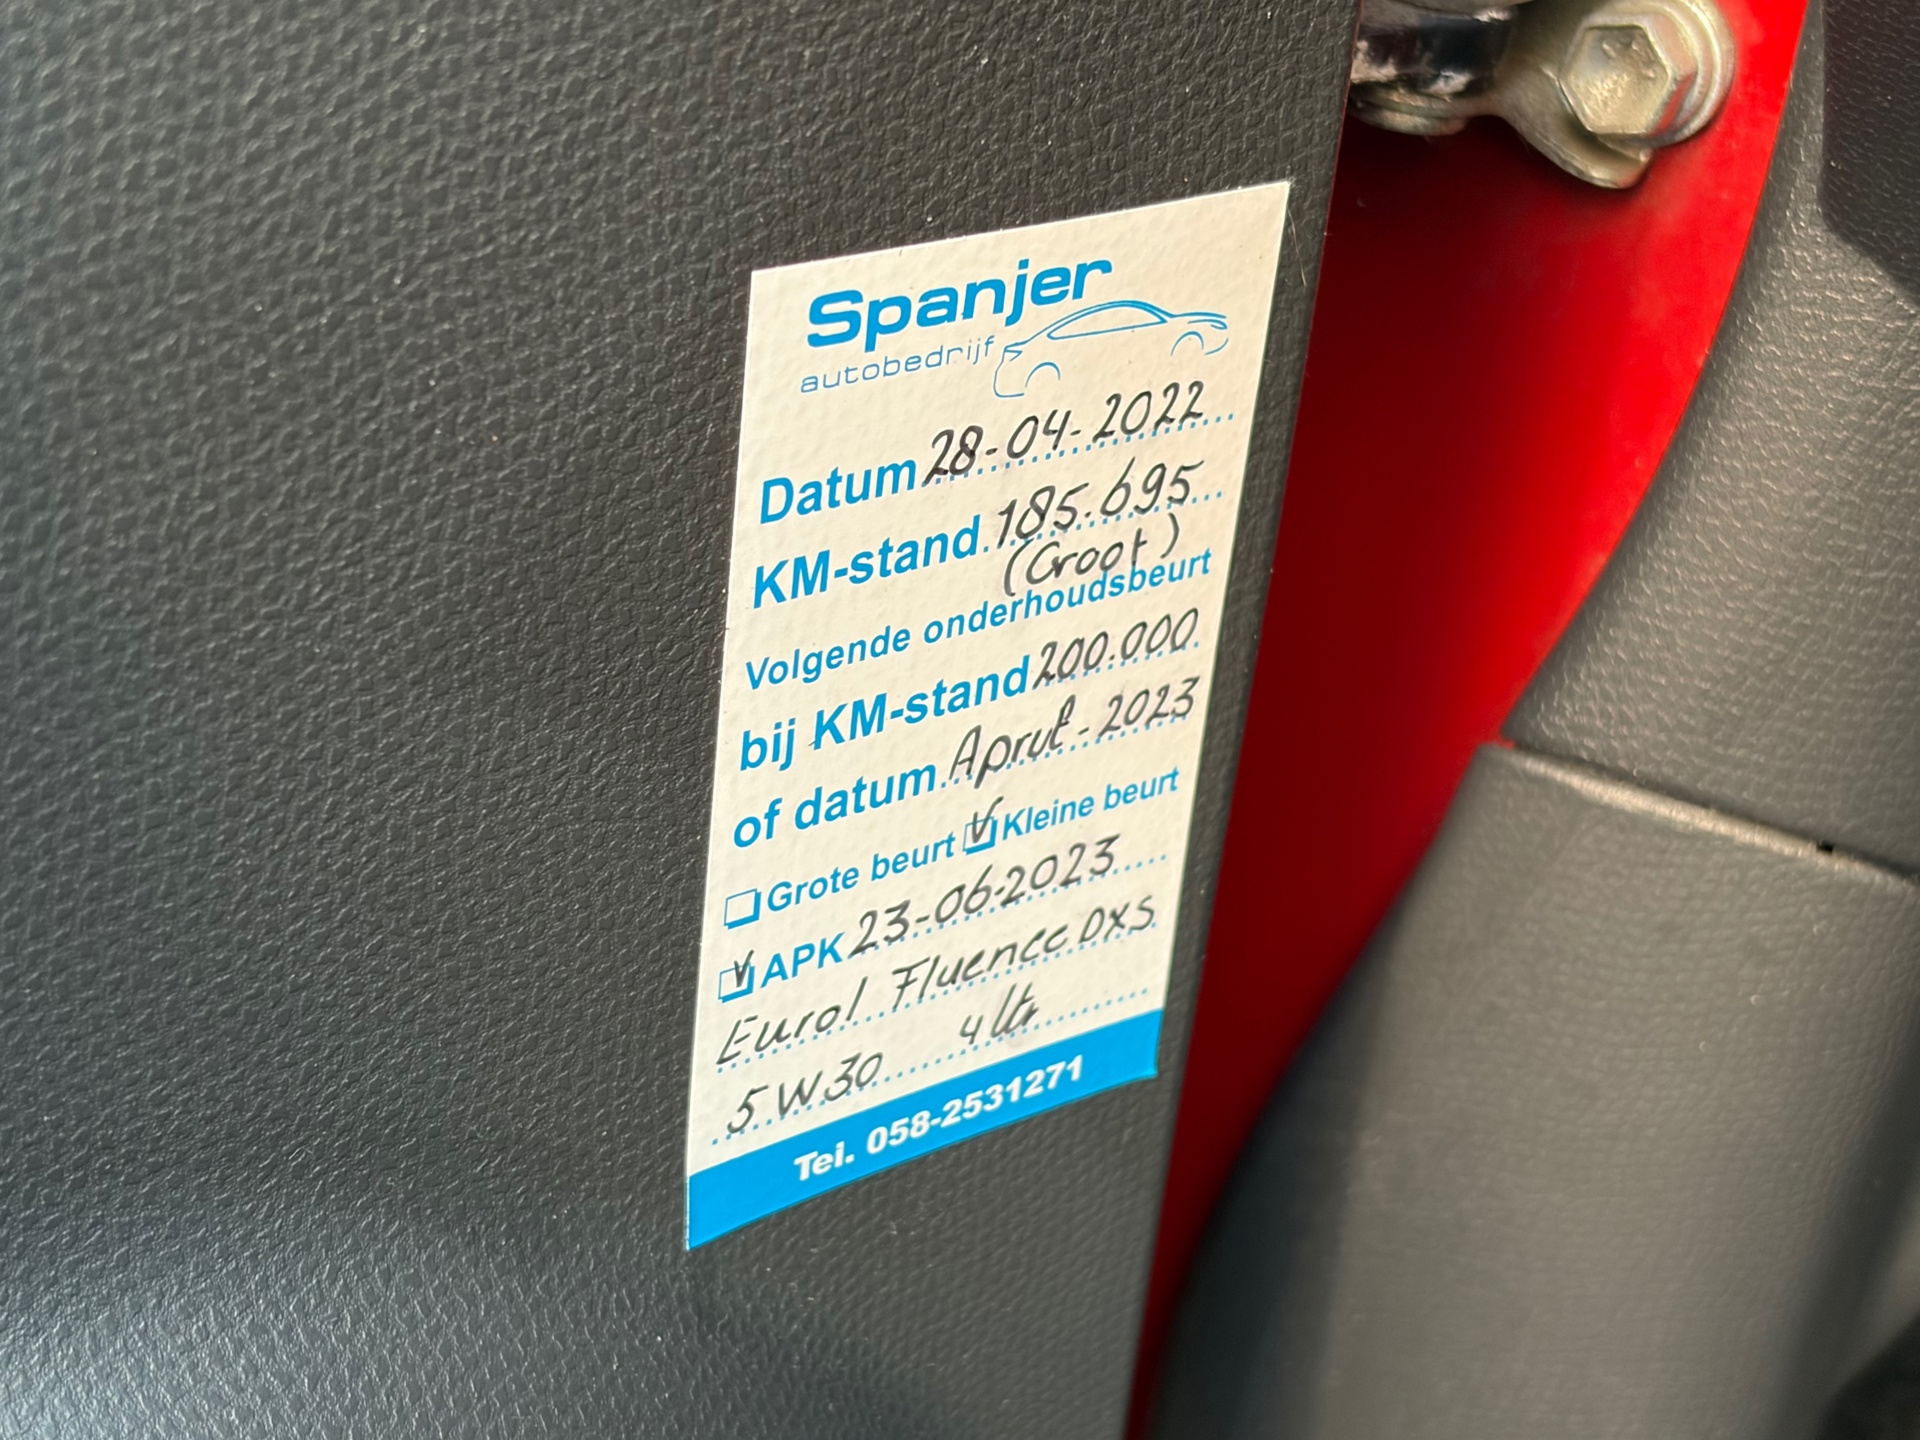 Spanjer
autobedrijf
Datum 28-04-2022
KM-stand 185.695
(Groot)
Volgende onderhoudsbeurt
bij KM-stand 200.000
of datum April-2023
Grote beurt Kleine beurt
APK 23-06-2023
Eurol Fluence DXS
5W30 4ltr
Tel. 058-2531271